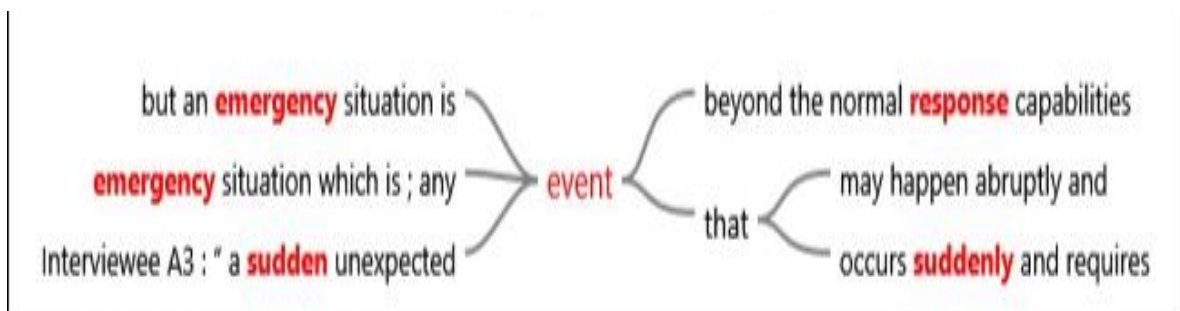 but an emergency situation is
emergency situation which is ; any
Interviewee A3 : " a sudden unexpected
event
beyond the normal response capabilities
that
may happen abruptly and
occurs suddenly and requires